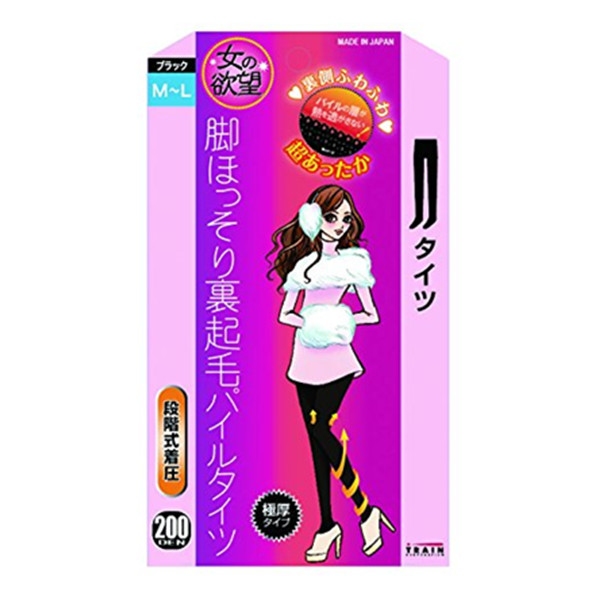 ブラック
M~L
女の
欲望
MADE IN JAPAN
裏側ふわふわ
パイルの層が
熱を逃がさない!
超あったか
脚ほっそり裏起毛パイルタイツ
タイツ
段階式着圧
200
DEN
極厚
タイプ
TRAIN